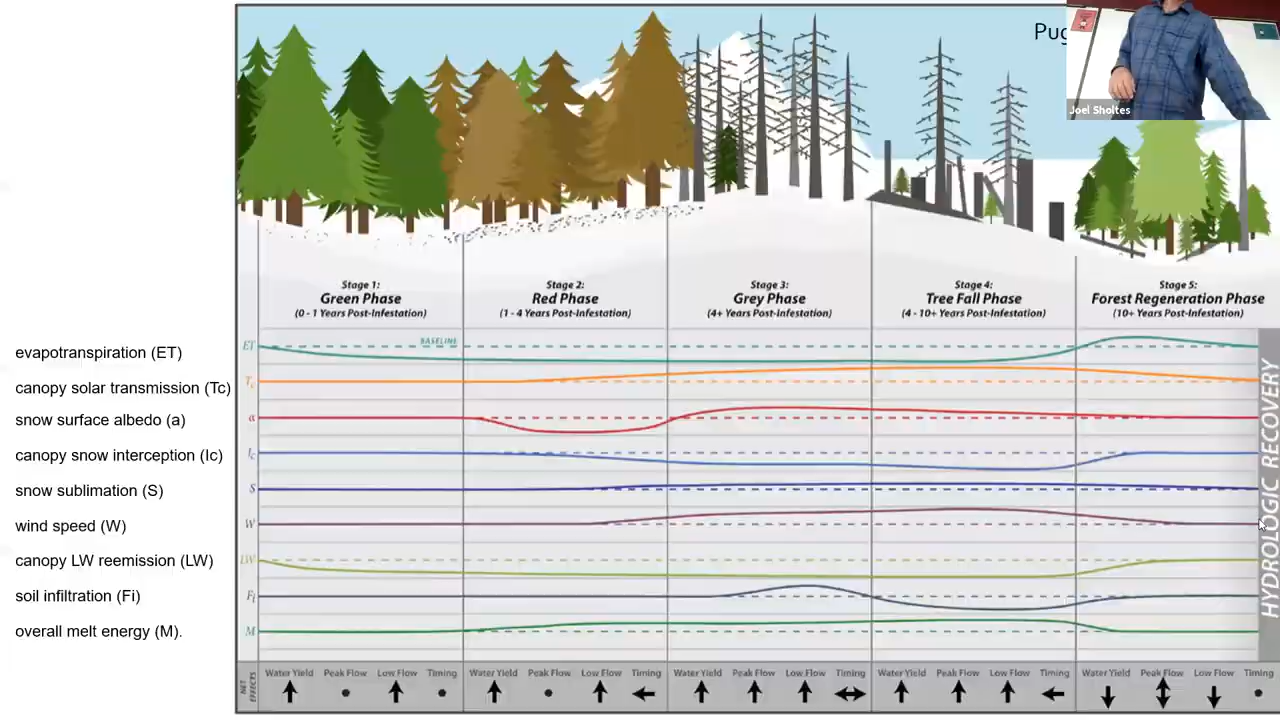 Pug
Joel Sholtes
Stage 1:
Green Phase
(0 - 1 Years Post-Infestation)
Stage 2:
Red Phase
(1 - 4 Years Post-Infestation)
Stage 3:
Grey Phase
(4+ Years Post-Infestation)
Stage 4:
Tree Fall Phase
(4 - 10+ Years Post-Infestation)
Stage 5:
Forest Regeneration Phase
(10+ Years Post-Infestation)
BASELINE
evapotranspiration (ET)
ET
canopy solar transmission (Tc)
Tc
snow surface albedo (a)
α
canopy snow interception (Ic)
Ic
snow sublimation (S)
S
wind speed (W)
W
canopy LW reemission (LW)
LW
soil infiltration (Fi)
Fi
overall melt energy (M).
M
HYDROLOGIC RECOVERY
NET
EFFECTS
Water Yield Peak Flow Low Flow Timing
Water Yield Peak Flow Low Flow Timing
Water Yield Peak Flow Low Flow Timing
Water Yield Peak Flow Low Flow Timing
Water Yield Peak Flow Low Flow Timing